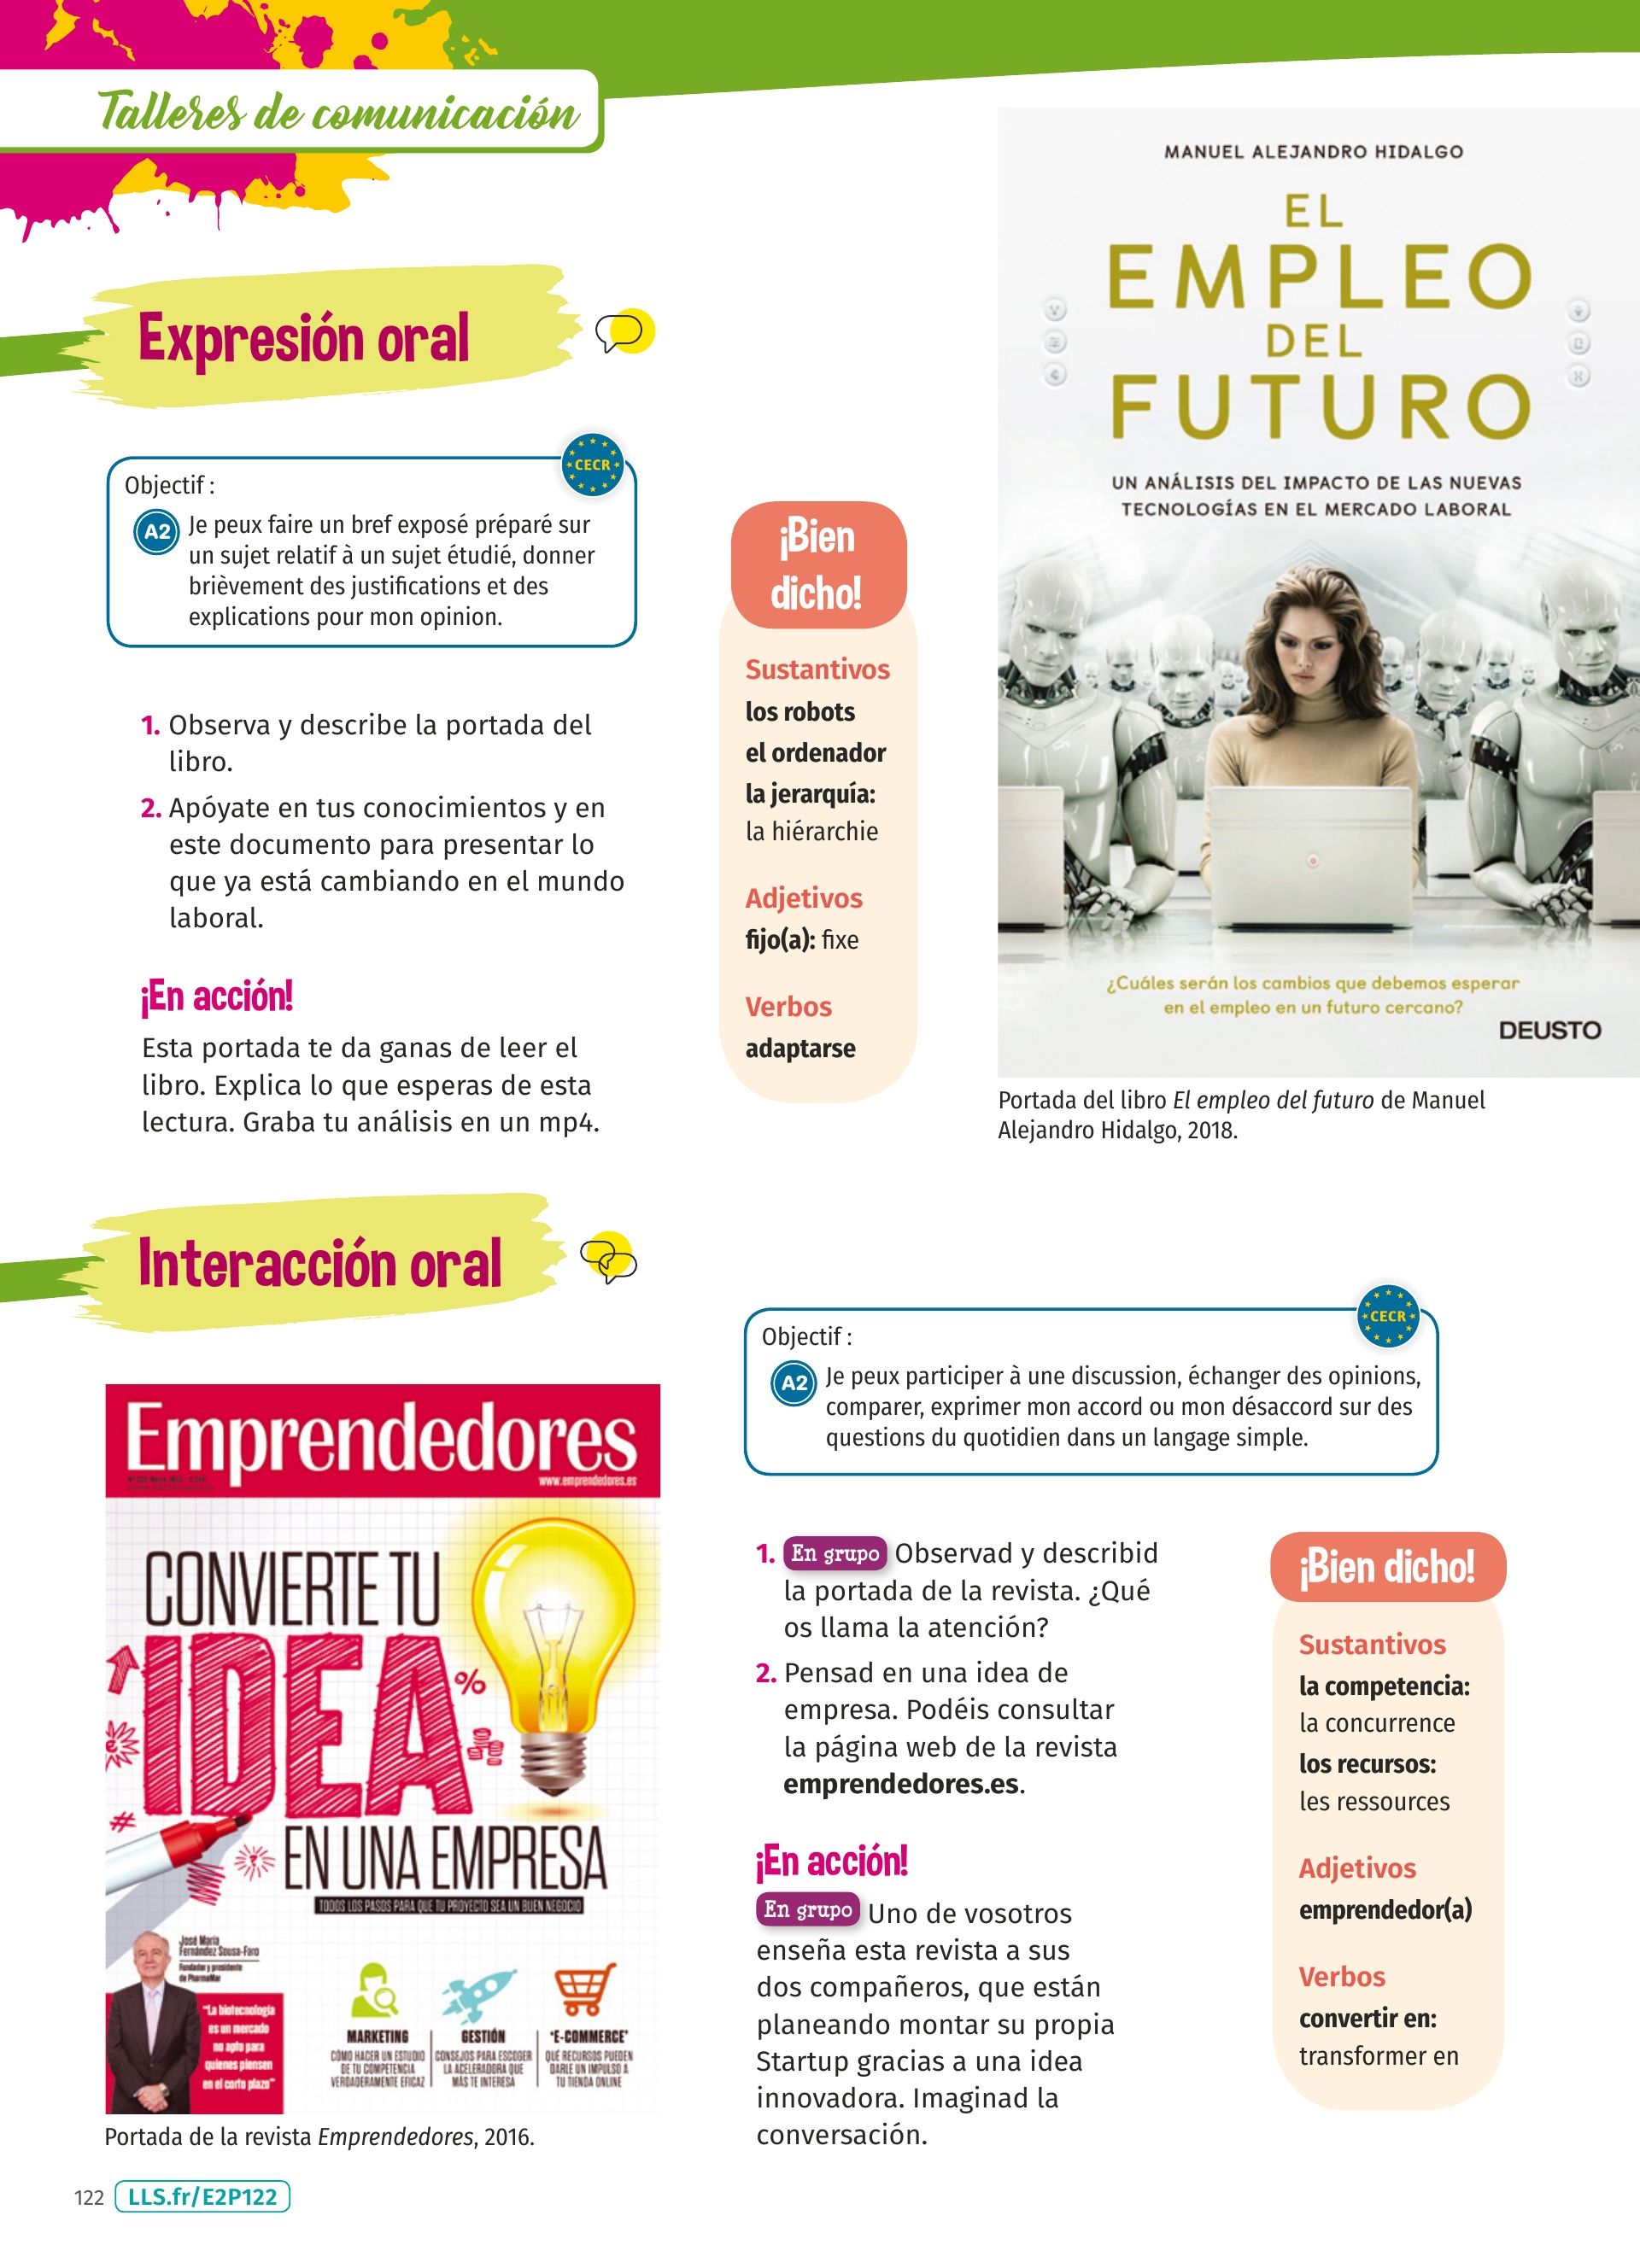 Talleres de comunicación
Expresión oral
CECR
Objectif :
A2
Je peux faire un bref exposé préparé sur
un sujet relatif à un sujet étudié, donner
brièvement des justifications et des
explications pour mon opinion.
1. Observa y describe la portada del
libro.
2. Apóyate en tus conocimientos y en
este documento para presentar lo
que ya está cambiando en el mundo
laboral.
¡En acción!
Esta portada te da ganas de leer el
libro. Explica lo que esperas de esta
lectura. Graba tu análisis en un mp4.
¡Bien
dicho!
Sustantivos
los robots
el ordenador
la jerarquía:
la hiérarchie
Adjetivos
fijo(a): fixe
Verbos
adaptarse
MANUEL ALEJANDRO HIDALGO
EL
EMPLEO
DEL
FUTURO
UN ANÁLISIS DEL IMPACTO DE LAS NUEVAS
TECNOLOGÍAS EN EL MERCADO LABORAL
¿Cuáles serán los cambios que debemos esperar
en el empleo en un futuro cercano?
DEUSTO
Portada del libro El empleo del futuro de Manuel
Alejandro Hidalgo, 2018.
Interacción oral
Emprendedores
www.emprendedores.es
CONVIERTE TU
IDEA
%
#
EN UNA EMPRESA
TODOS LOS PASOS PARA QUE TU PROYECTO SEA UN BUEN NEGOCIO
José María
Fernández Sousa-Faro
Fundador y presidente
de PharmaMar
"La biotecnología
es un mercado
no apto para
quienes piensen
en el corto plazo"
MARKETING
CÓMO HACER UN ESTUDIO
DE TU COMPETENCIA
VERDADERAMENTE EFICAZ
GESTIÓN
CONSEJOS PARA ESCOGER
LA ACELERADORA QUE
MÁS TE INTERESA
'E-COMMERCE'
QUÉ RECURSOS PUEDEN
DARLE UN IMPULSO A
TU TIENDA ONLINE
Portada de la revista Emprendedores, 2016.
CECR
Objectif :
A2
Je peux participer à une discussion, échanger des opinions,
comparer, exprimer mon accord ou mon désaccord sur des
questions du quotidien dans un langage simple.
1. En grupo Observad y describid
la portada de la revista. ¿Qué
os llama la atención?
2. Pensad en una idea de
empresa. Podéis consultar
la página web de la revista
emprendedores.es.
¡En acción!
En grupo Uno de vosotros
enseña esta revista a sus
dos compañeros, que están
planeando montar su propia
Startup gracias a una idea
innovadora. Imaginad la
conversación.
¡Bien dicho!
Sustantivos
la competencia:
la concurrence
los recursos:
les ressources
Adjetivos
emprendedor(a)
Verbos
convertir en:
transformer en
122 LLS.fr/E2P122